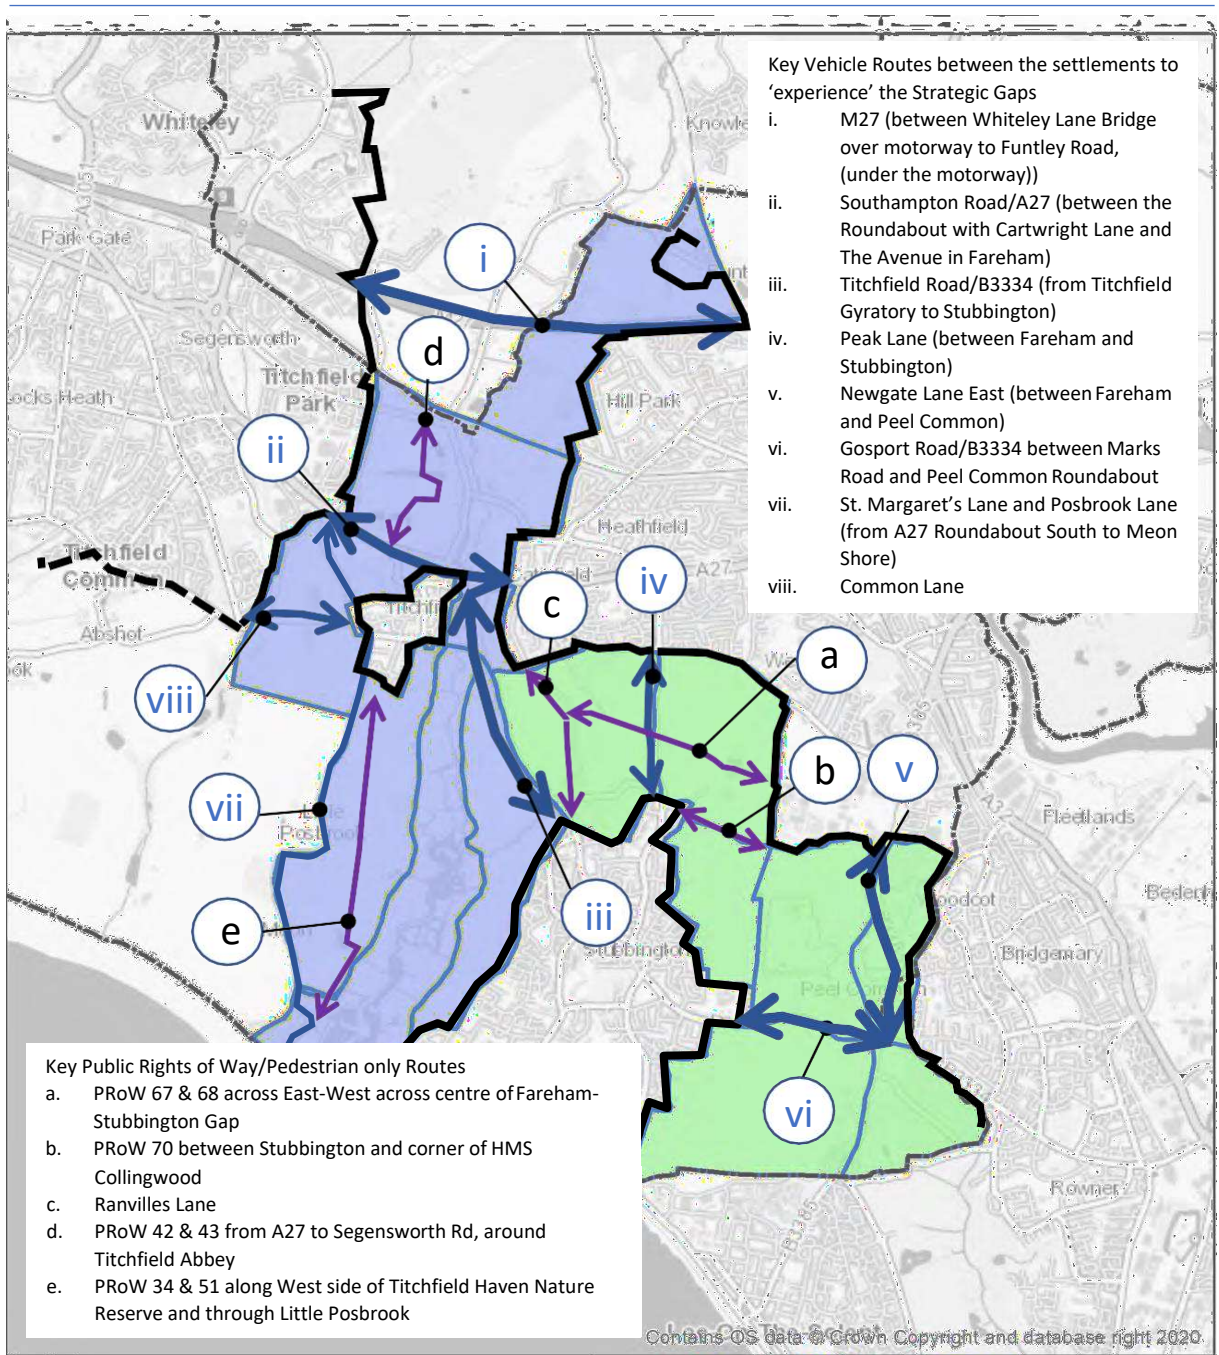 Key Vehicle Routes between the settlements to
‘experience’ the Strategic Gaps
i. M27 (between Whiteley Lane Bridge
over motorway to Funtley Road,
(under the motorway))
ii. Southampton Road/A27 (between the
Roundabout with Cartwright Lane and
The Avenue in Fareham)
iii. Titchfield Road/B3334 (from Titchfield
Gyratory to Stubbington)
iv. Peak Lane (between Fareham and
Stubbington)
v. Newgate Lane East (between Fareham
and Peel Common)
vi. Gosport Road/B3334 between Marks
Road and Peel Common Roundabout
vii. St. Margaret’s Lane and Posbrook Lane
(from A27 Roundabout South to Meon
Shore)
viii. Common Lane
Whiteley
A3051
Park Gate
i
d
Segensworth
Titchfield
Park
ocks Heath
Hill Park
ii
Heathfield
A27
Titchfield
Common
iv
c
Abshot
a
viii
b
v
vii
Fleetlands
iii
e
Stubbington
Bridgemary
Peel Common
vi
Rowner
B3385
Key Public Rights of Way/Pedestrian only Routes
a. PRoW 67 & 68 across East-West across centre of Fareham-
Stubbington Gap
b. PRoW 70 between Stubbington and corner of HMS
Collingwood
c. Ranvilles Lane
d. PRoW 42 & 43 from A27 to Segensworth Rd, around
Titchfield Abbey
e. PRoW 34 & 51 along West side of Titchfield Haven Nature
Reserve and through Little Posbrook
Contains OS data © Crown Copyright and database right 2020